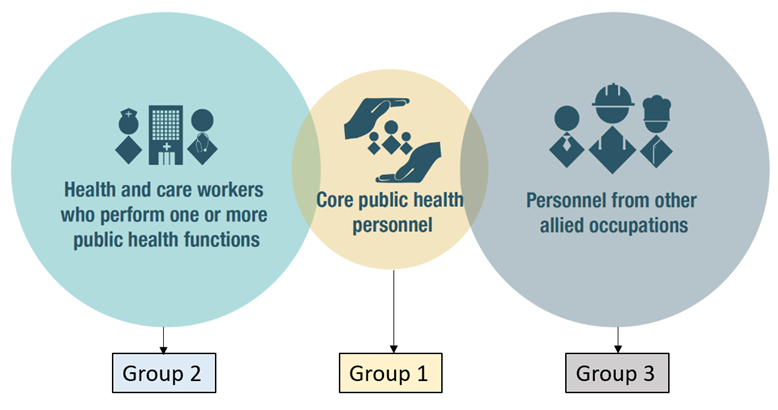 Health and care workers
who perform one or more
public health functions
Core public health
personnel
Personnel from other
allied occupations
Group 2
Group 1
Group 3